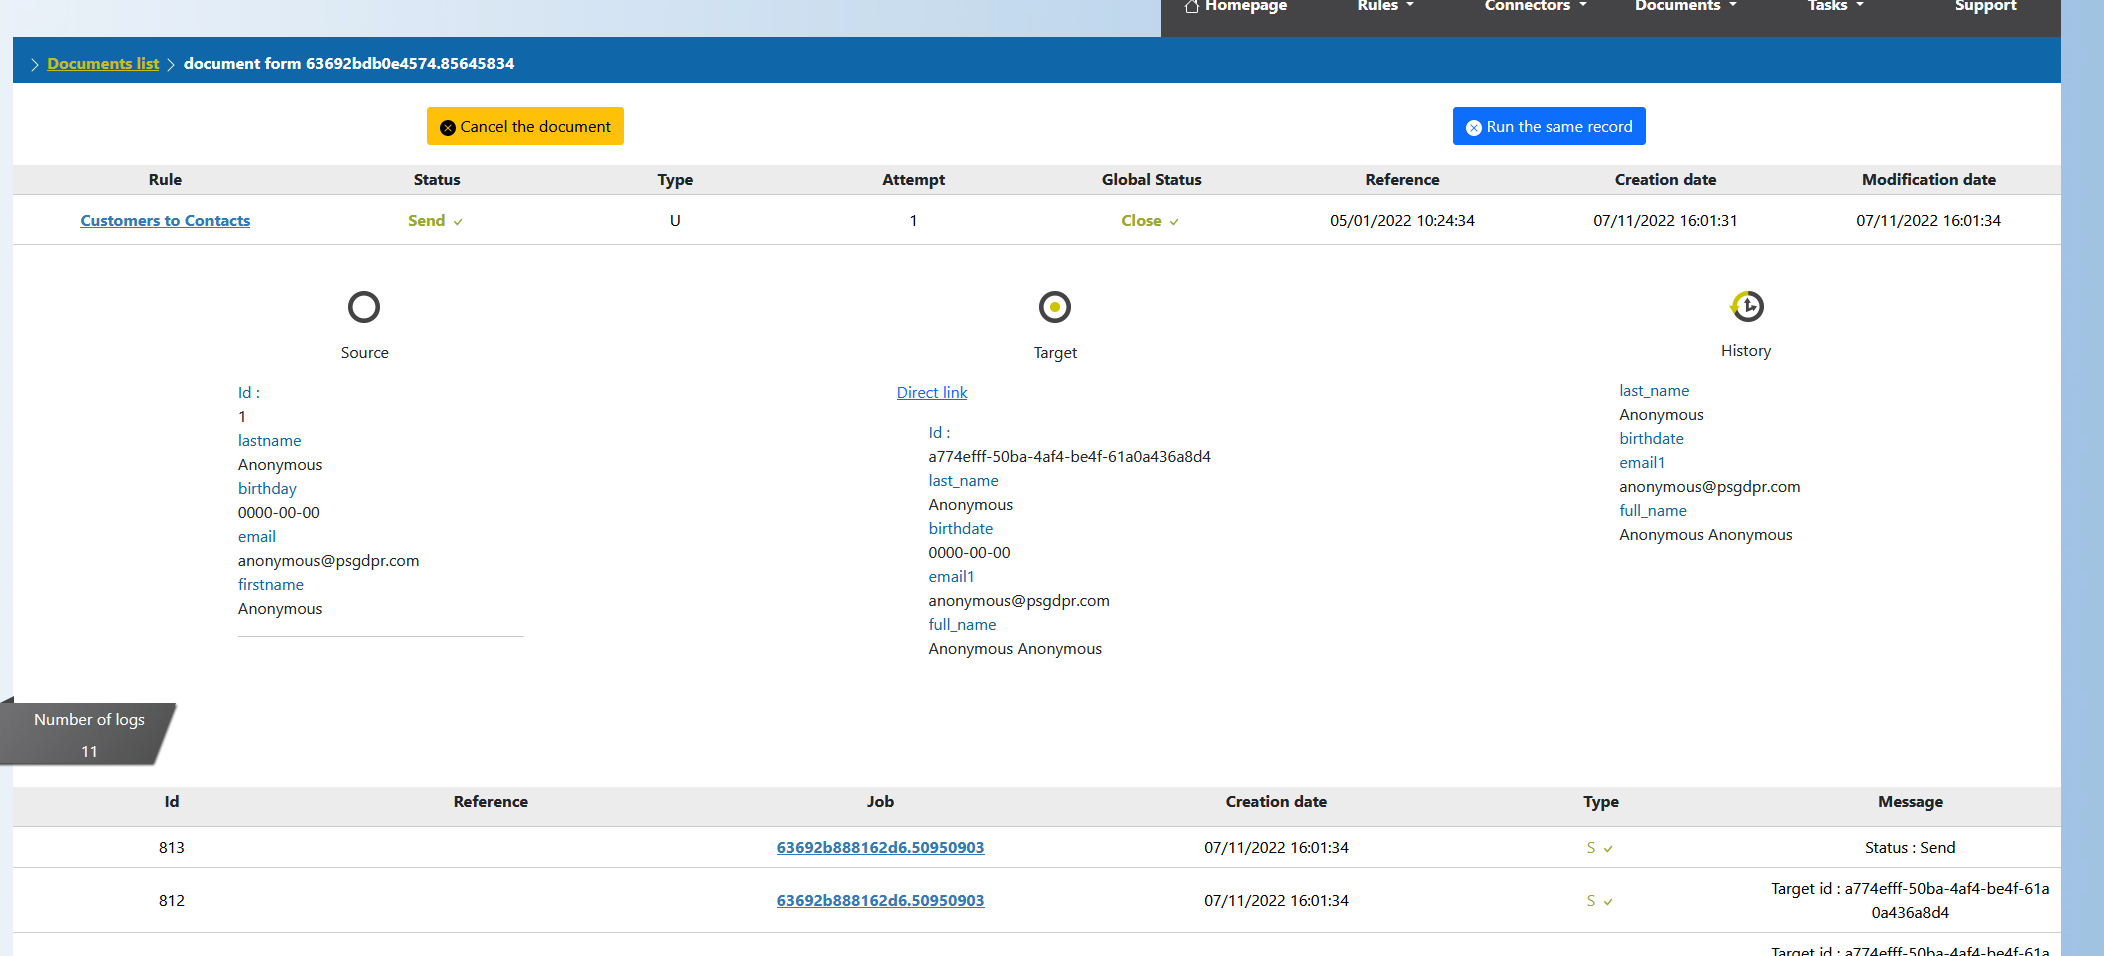 Homepage Rules Connectors Documents Tasks Support
Documents list document form 63692bdb0e4574.85645834
Cancel the document Run the same record
Rule Status Type Attempt Global Status Reference Creation date Modification date
Customers to Contacts Send U 1 Close 05/01/2022 10:24:34 07/11/2022 16:01:31 07/11/2022 16:01:34
Source
Id :
1
lastname
Anonymous
birthday
0000-00-00
email
anonymous@psgdpr.com
firstname
Anonymous
Target
Direct link
Id :
a774efff-50ba-4af4-be4f-61a0a436a8d4
last_name
Anonymous
birthdate
0000-00-00
email1
anonymous@psgdpr.com
full_name
Anonymous Anonymous
History
last_name
Anonymous
birthdate
email1
anonymous@psgdpr.com
full_name
Anonymous Anonymous
Number of logs
11
Id Reference Job Creation date Type Message
813 63692b888162d6.50950903 07/11/2022 16:01:34 S Status : Send
812 63692b888162d6.50950903 07/11/2022 16:01:34 S Target id : a774efff-50ba-4af4-be4f-61a
0a436a8d4
Target id : a774efff-50ba-4af4-be4f-61a